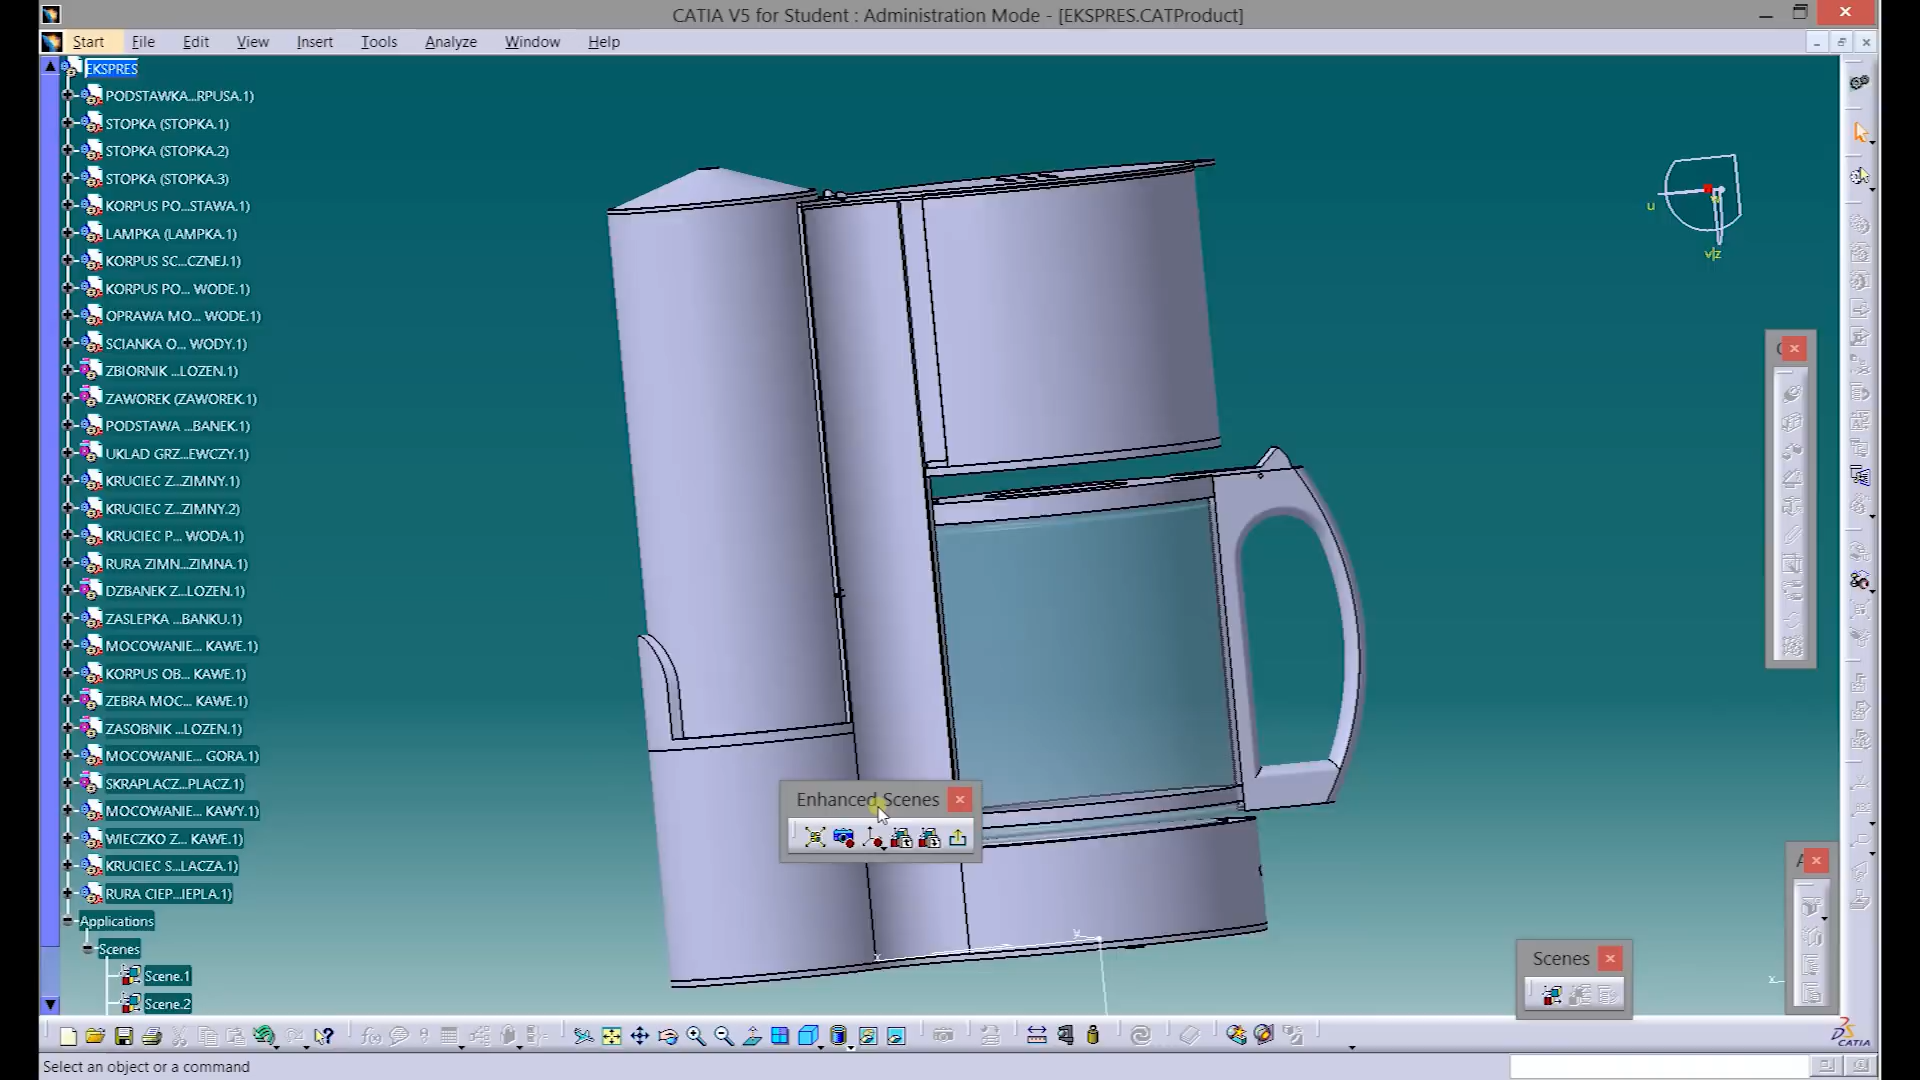 CATIA V5 for Student : Administration Mode - [EKSPRES.CATProduct]
Start File Edit View Insert Tools Analyze Window Help
EKSPRES
PODSTAWKA...RPUSA.1)
STOPKA (STOPKA.1)
STOPKA (STOPKA.2)
STOPKA (STOPKA.3)
KORPUS PO...STAWA.1)
LAMPKA (LAMPKA.1)
KORPUS SC...CZNEJ.1)
KORPUS PO... WODE.1)
OPRAWA MO... WODE.1)
SCIANKA O... WODY.1)
ZBIORNIK ...LOZEN.1)
ZAWOREK (ZAWOREK.1)
PODSTAWA ...BANEK.1)
UKLAD GRZ...EWCZY.1)
KRUCIEC Z...ZIMNY.1)
KRUCIEC Z...ZIMNY.2)
KRUCIEC P... WODA.1)
RURA ZIMN...ZIMNA.1)
DZBANEK Z...LOZEN.1)
ZASLEPKA ...BANKU.1)
MOCOWANIE... KAWE.1)
KORPUS OB... KAWE.1)
ZEBRA MOC... KAWE.1)
ZASOBNIK ...LOZEN.1)
MOCOWANIE... GORA.1)
SKRAPLACZ...PLACZ.1)
MOCOWANIE... KAWY.1)
WIECZKO Z... KAWE.1)
KRUCIEC S...LACZA.1)
RURA CIEP...IEPLA.1)
Applications
Scenes
Scene.1
Scene.2
u
v|z
Enhanced Scenes
y
x
Scenes
CATIA
Select an object or a command